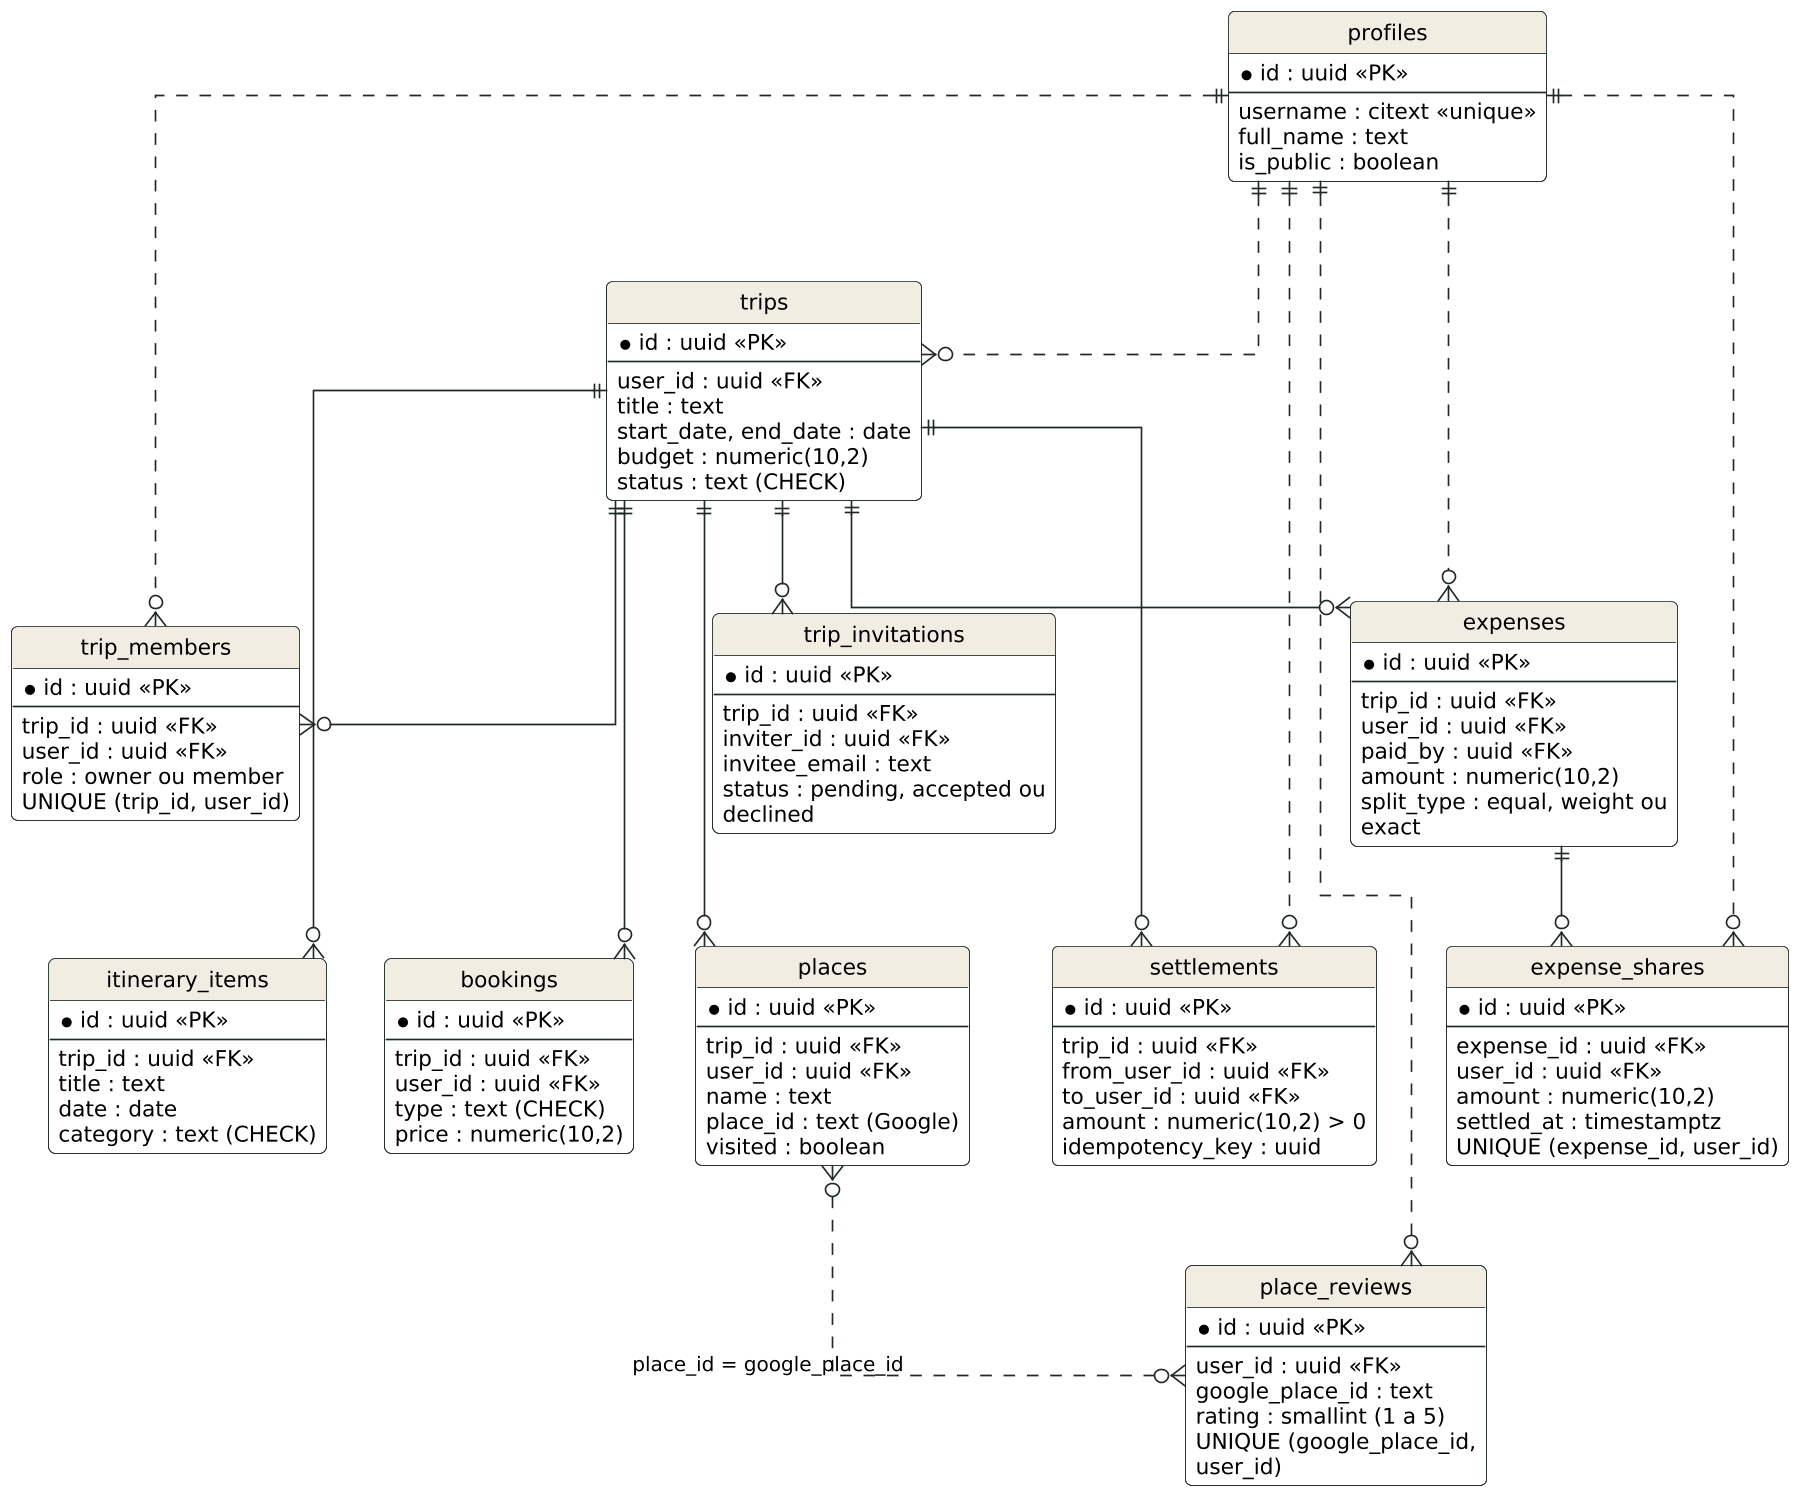 profiles
id : uuid «PK»
username : citext «unique»
full_name : text
is_public : boolean
trips
id : uuid «PK»
user_id : uuid «FK»
title : text
start_date, end_date : date
budget : numeric(10,2)
status : text (CHECK)
trip_members
id : uuid «PK»
trip_id : uuid «FK»
user_id : uuid «FK»
role : owner ou member
UNIQUE (trip_id, user_id)
trip_invitations
id : uuid «PK»
trip_id : uuid «FK»
inviter_id : uuid «FK»
invitee_email : text
status : pending, accepted ou
declined
expenses
id : uuid «PK»
trip_id : uuid «FK»
user_id : uuid «FK»
paid_by : uuid «FK»
amount : numeric(10,2)
split_type : equal, weight ou
exact
itinerary_items
id : uuid «PK»
trip_id : uuid «FK»
title : text
date : date
category : text (CHECK)
bookings
id : uuid «PK»
trip_id : uuid «FK»
user_id : uuid «FK»
type : text (CHECK)
price : numeric(10,2)
places
id : uuid «PK»
trip_id : uuid «FK»
user_id : uuid «FK»
name : text
place_id : text (Google)
visited : boolean
settlements
id : uuid «PK»
trip_id : uuid «FK»
from_user_id : uuid «FK»
to_user_id : uuid «FK»
amount : numeric(10,2) > 0
idempotency_key : uuid
expense_shares
id : uuid «PK»
expense_id : uuid «FK»
user_id : uuid «FK»
amount : numeric(10,2)
settled_at : timestamptz
UNIQUE (expense_id, user_id)
place_id = google_place_id
place_reviews
id : uuid «PK»
user_id : uuid «FK»
google_place_id : text
rating : smallint (1 a 5)
UNIQUE (google_place_id,
user_id)